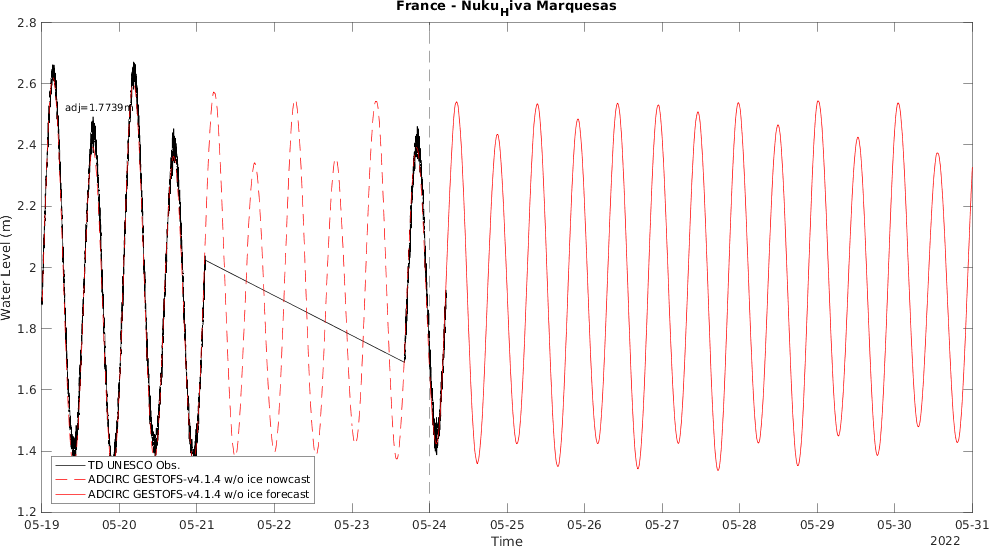 France - Nuku_Hiva Marquesas
2.8
2.6
2.4
2.2
2
1.8
1.6
1.4
1.2
Water Level (m)
adj=1.7739m
TD UNESCO Obs.
ADCIRC GESTOFS-v4.1.4 w/o ice nowcast
ADCIRC GESTOFS-v4.1.4 w/o ice forecast
05-19 05-20 05-21 05-22 05-23 05-24 05-25 05-26 05-27 05-28 05-29 05-30 05-31
Time
2022